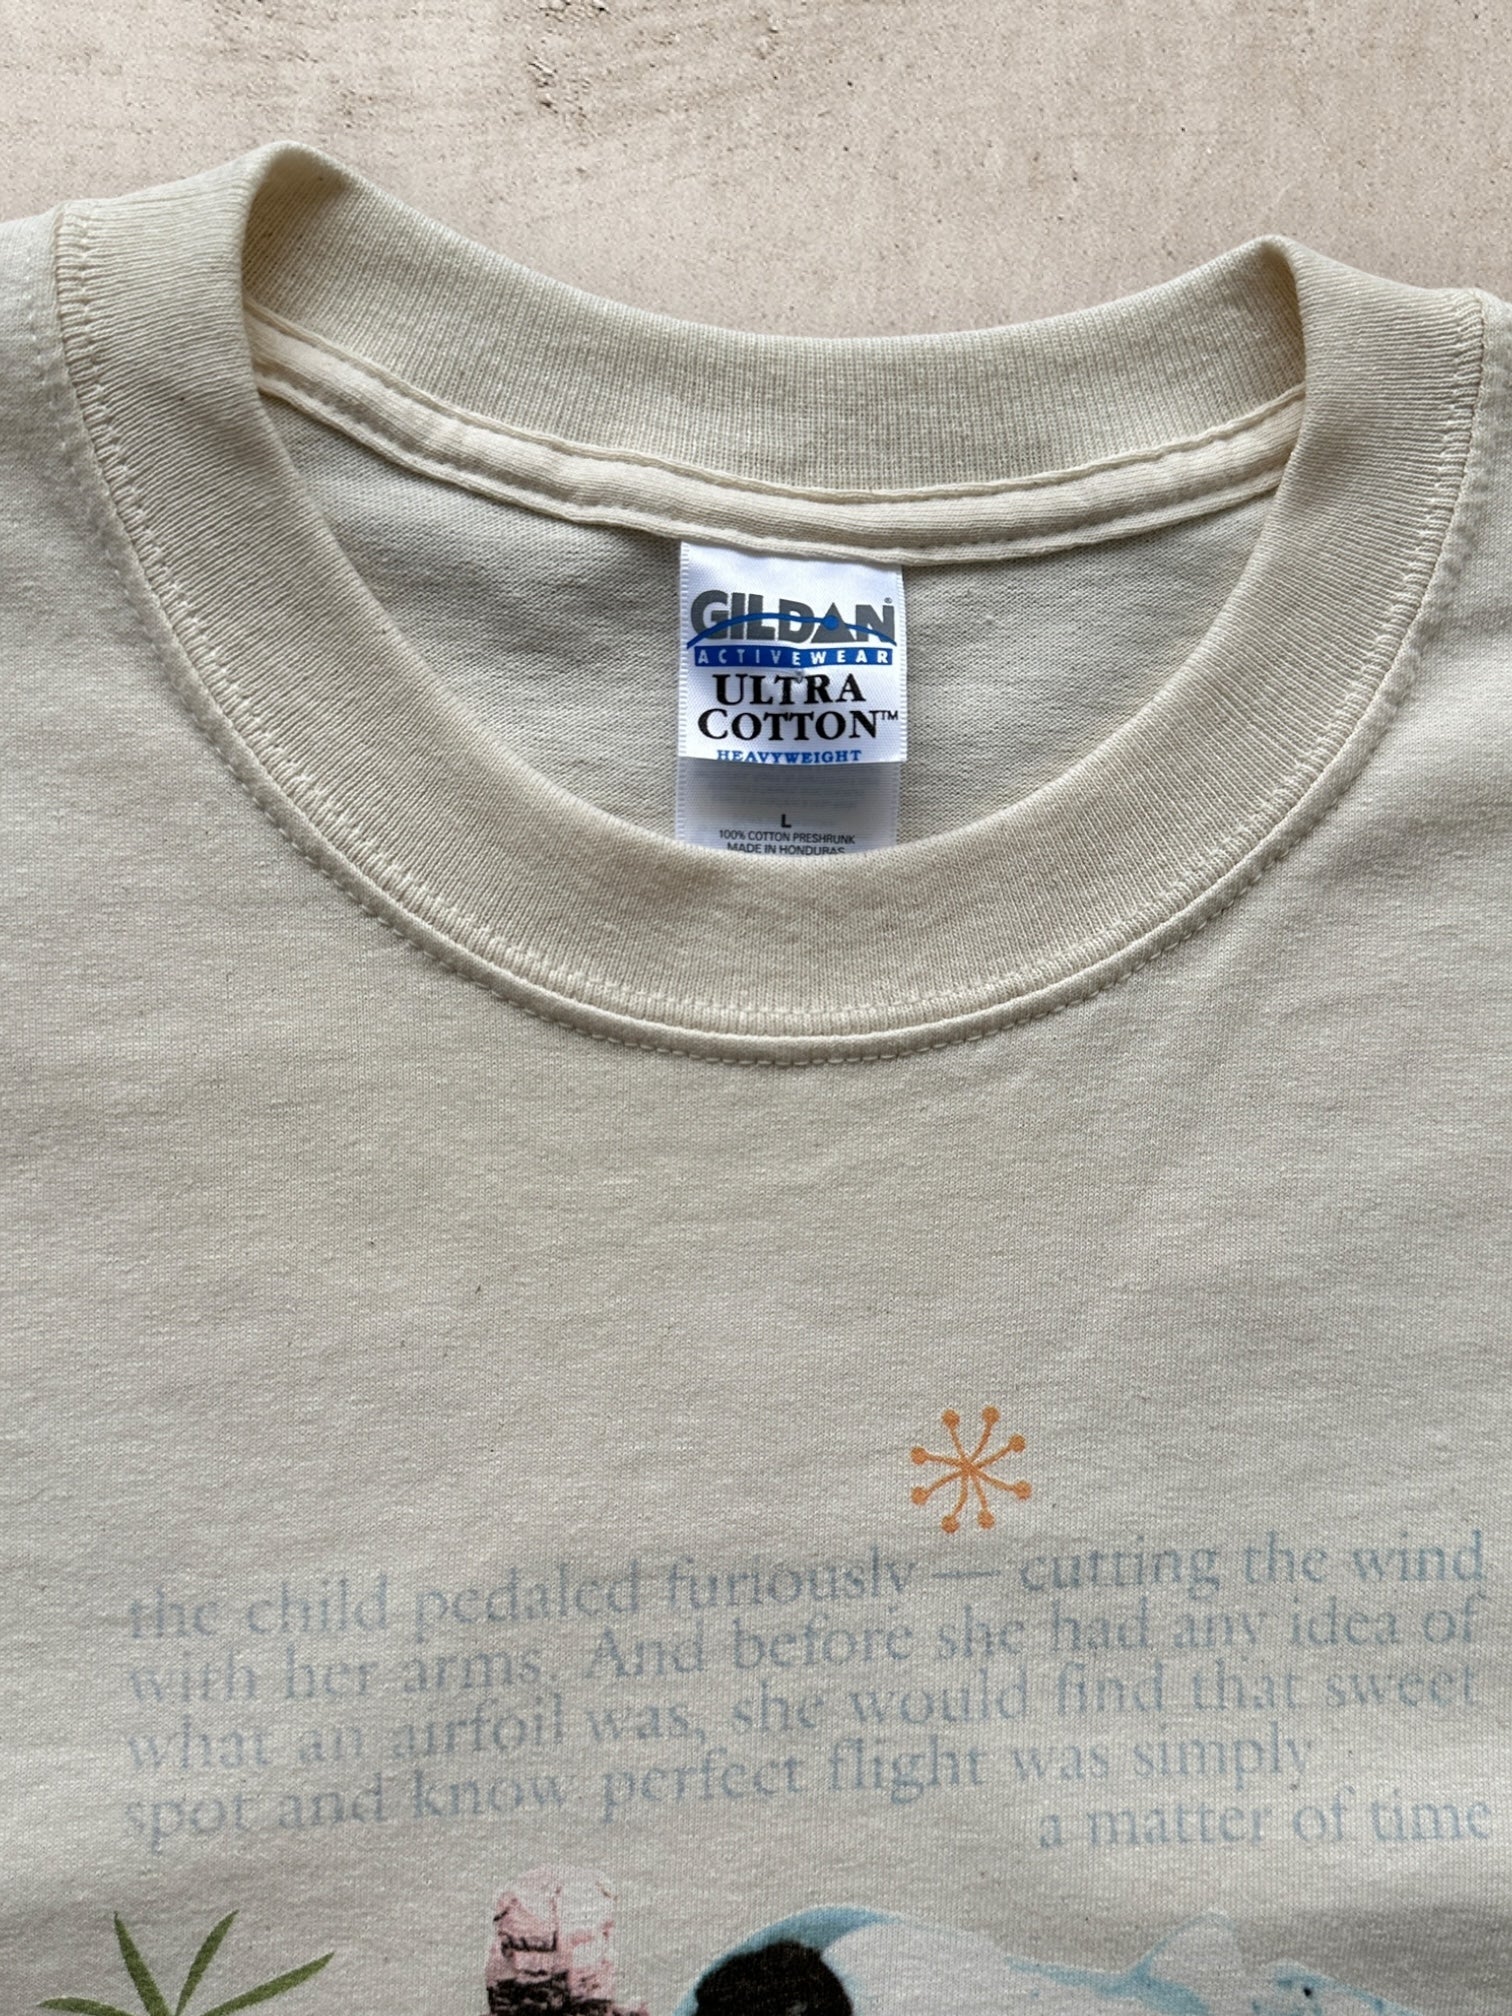 GILDAN®
ACTIVEWEAR
ULTRA
COTTON™
HEAVYWEIGHT
L
100% COTTON PRESHRUNK
MADE IN HONDURAS
the child pedaled furiously — cutting the wind
with her arms. And before she had any idea of
what an airfoil was, she would find that sweet
spot and know perfect flight was simply
a matter of time